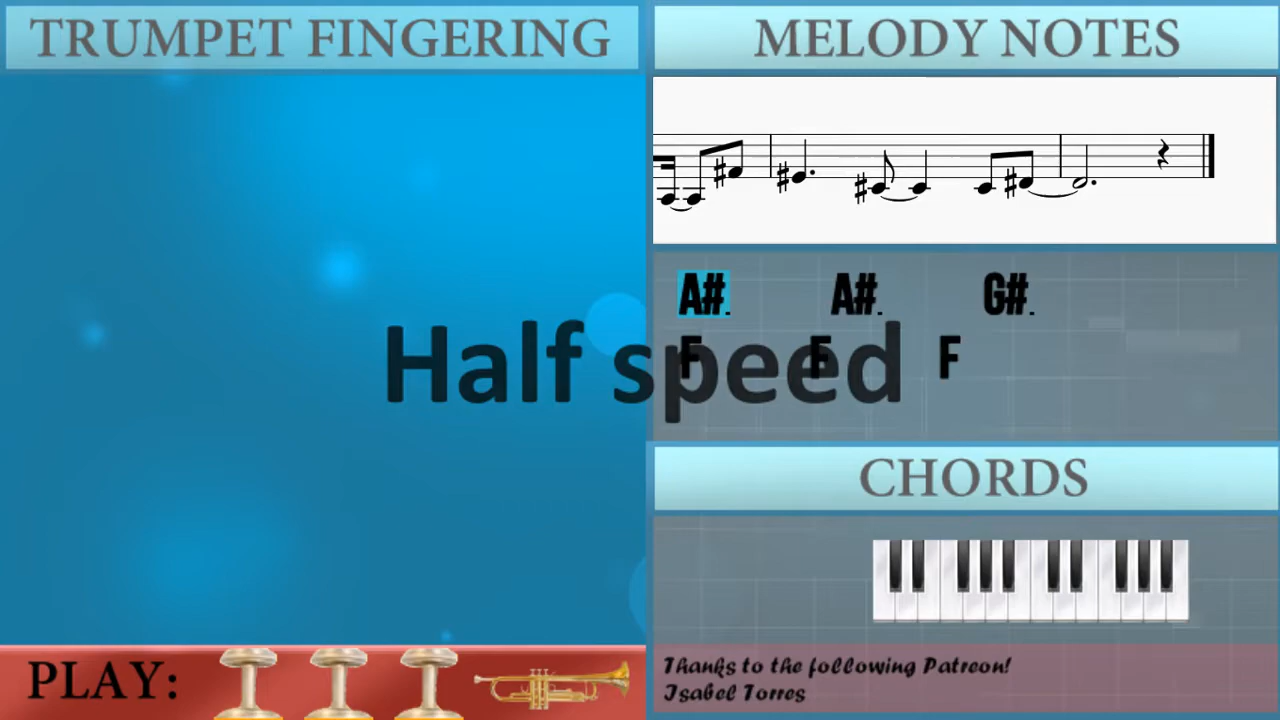 TRUMPET FINGERING
MELODY NOTES
A#. A#. G#.
F F F
Half speed
CHORDS
PLAY:
Thanks to the following Patreon!
Isabel Torres